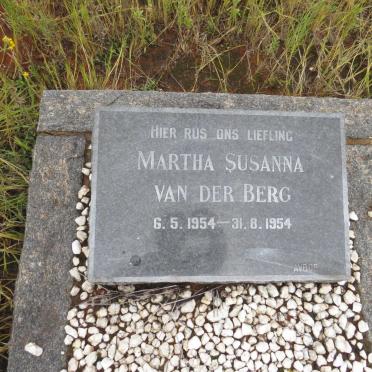 HIER RUS ONS LIEFLING
MARTHA SUSANNA
VAN DER BERG
6.5.1954—31.8.1954